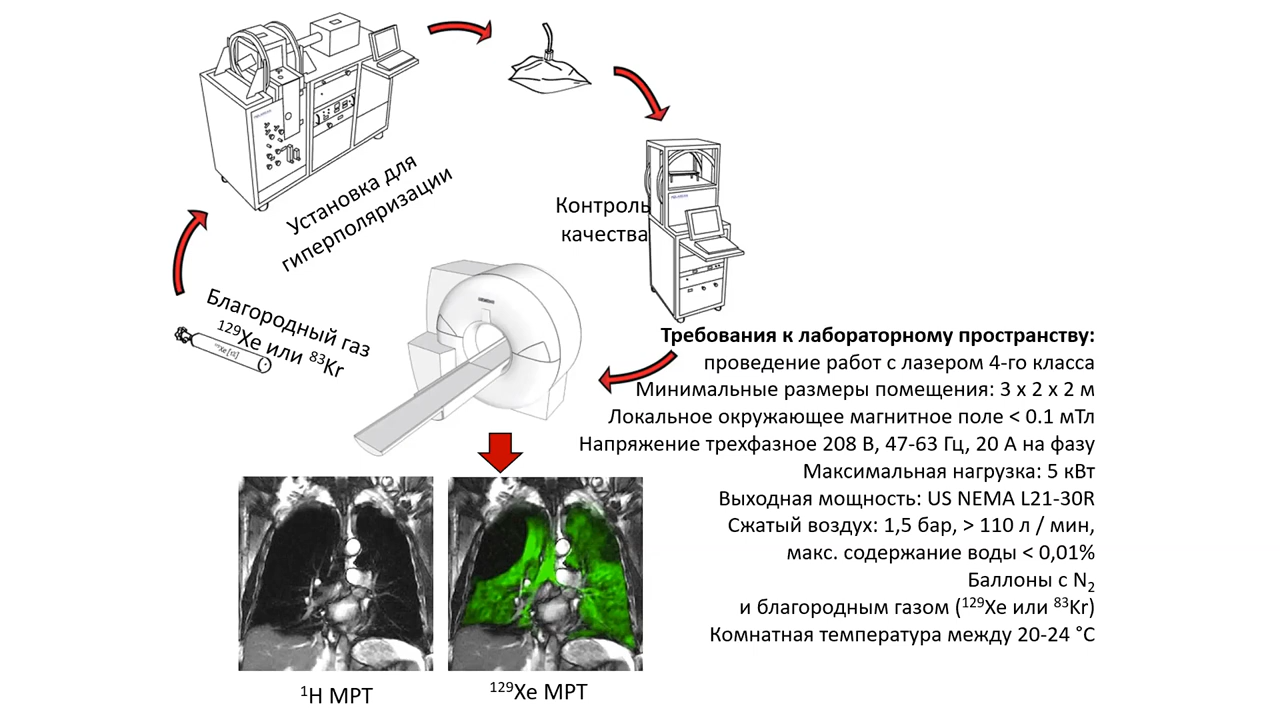 Установка для
гиперполяризации
Контроль
качества
Благородный газ
¹²⁹Xe или ⁸³Kr
SIEMENS
Требования к лабораторному пространству:
проведение работ с лазером 4-го класса
Минимальные размеры помещения: 3 x 2 x 2 м
Локальное окружающее магнитное поле < 0.1 мТл
Напряжение трехфазное 208 В, 47-63 Гц, 20 А на фазу
Максимальная нагрузка: 5 кВт
Выходная мощность: US NEMA L21-30R
Сжатый воздух: 1,5 бар, > 110 л / мин,
макс. содержание воды < 0,01%
Баллоны с N₂
и благородным газом (¹²⁹Xe или ⁸³Kr)
Комнатная температура между 20-24 °C
¹H МРТ
¹²⁹Xe МРТ